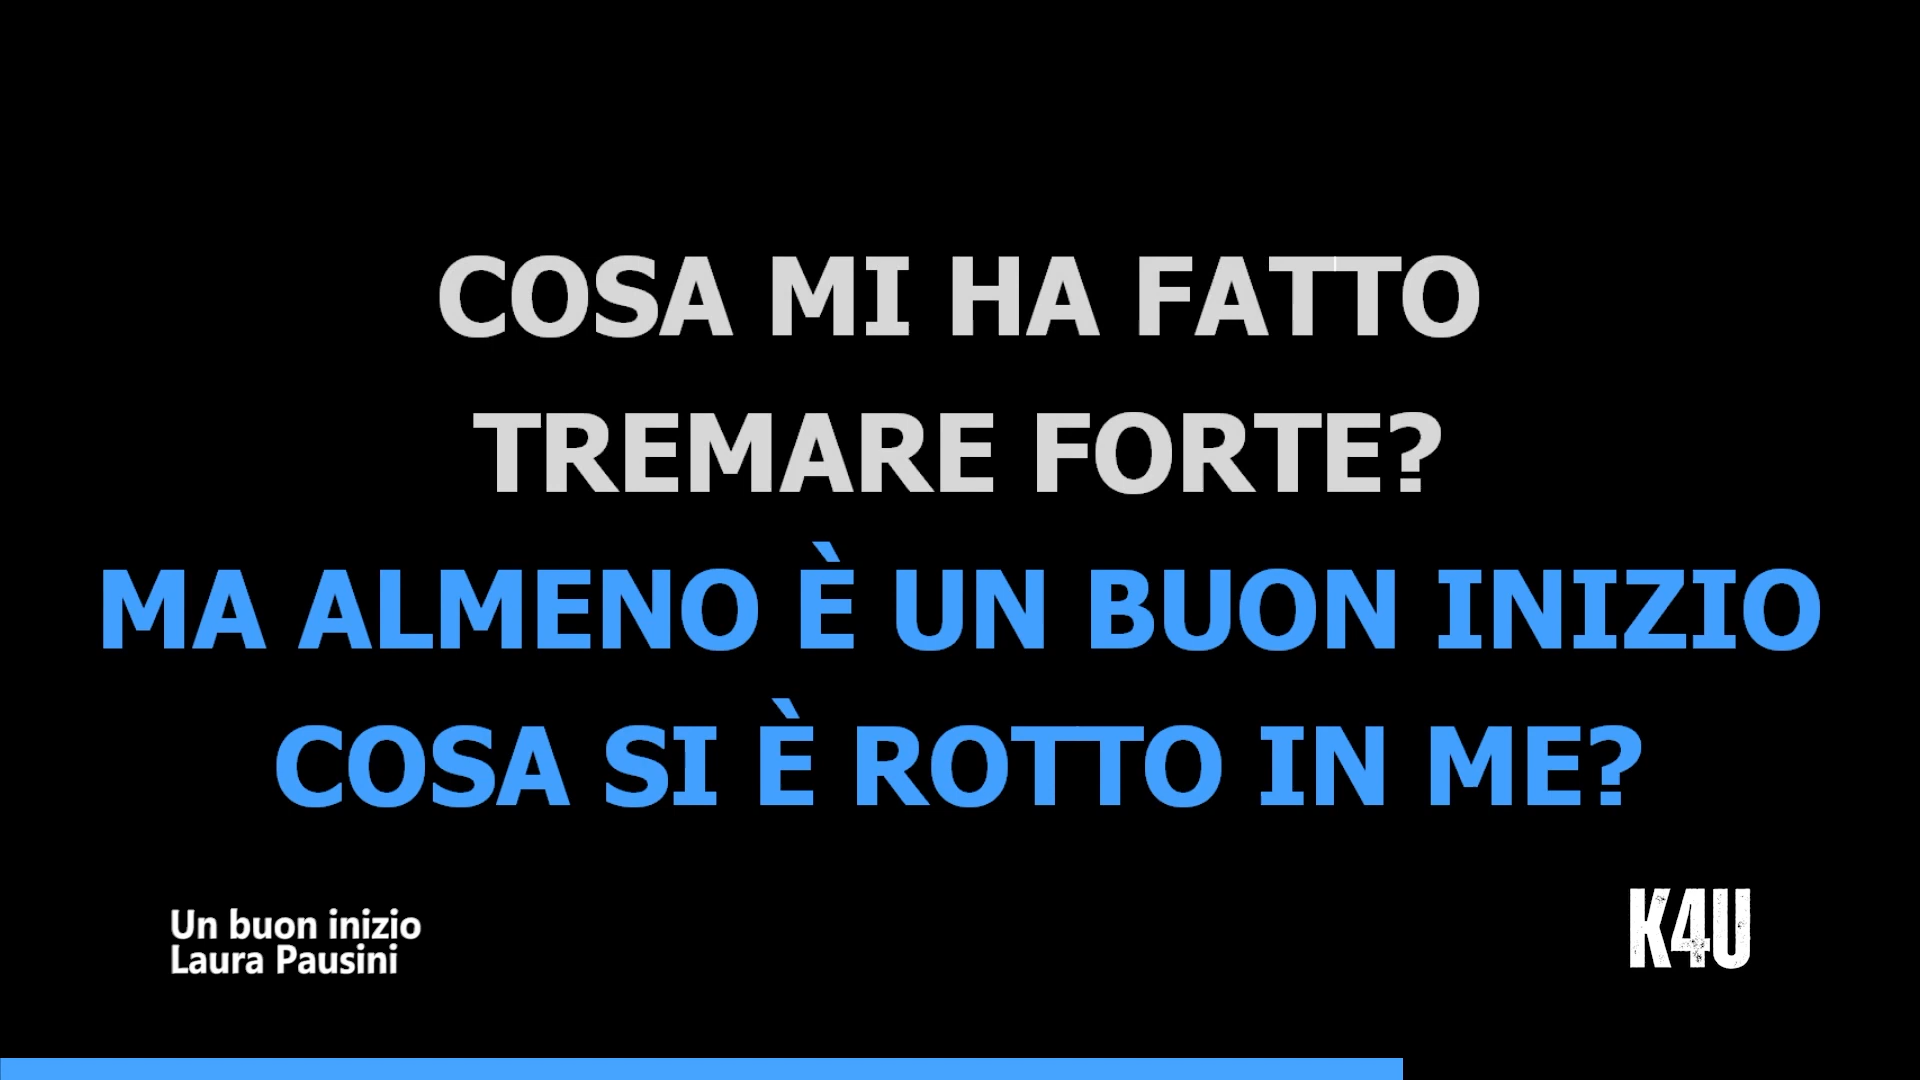 COSA MI HA FATTO
TREMARE FORTE?
MA ALMENO È UN BUON INIZIO
COSA SI È ROTTO IN ME?
Un buon inizio
Laura Pausini
K4U